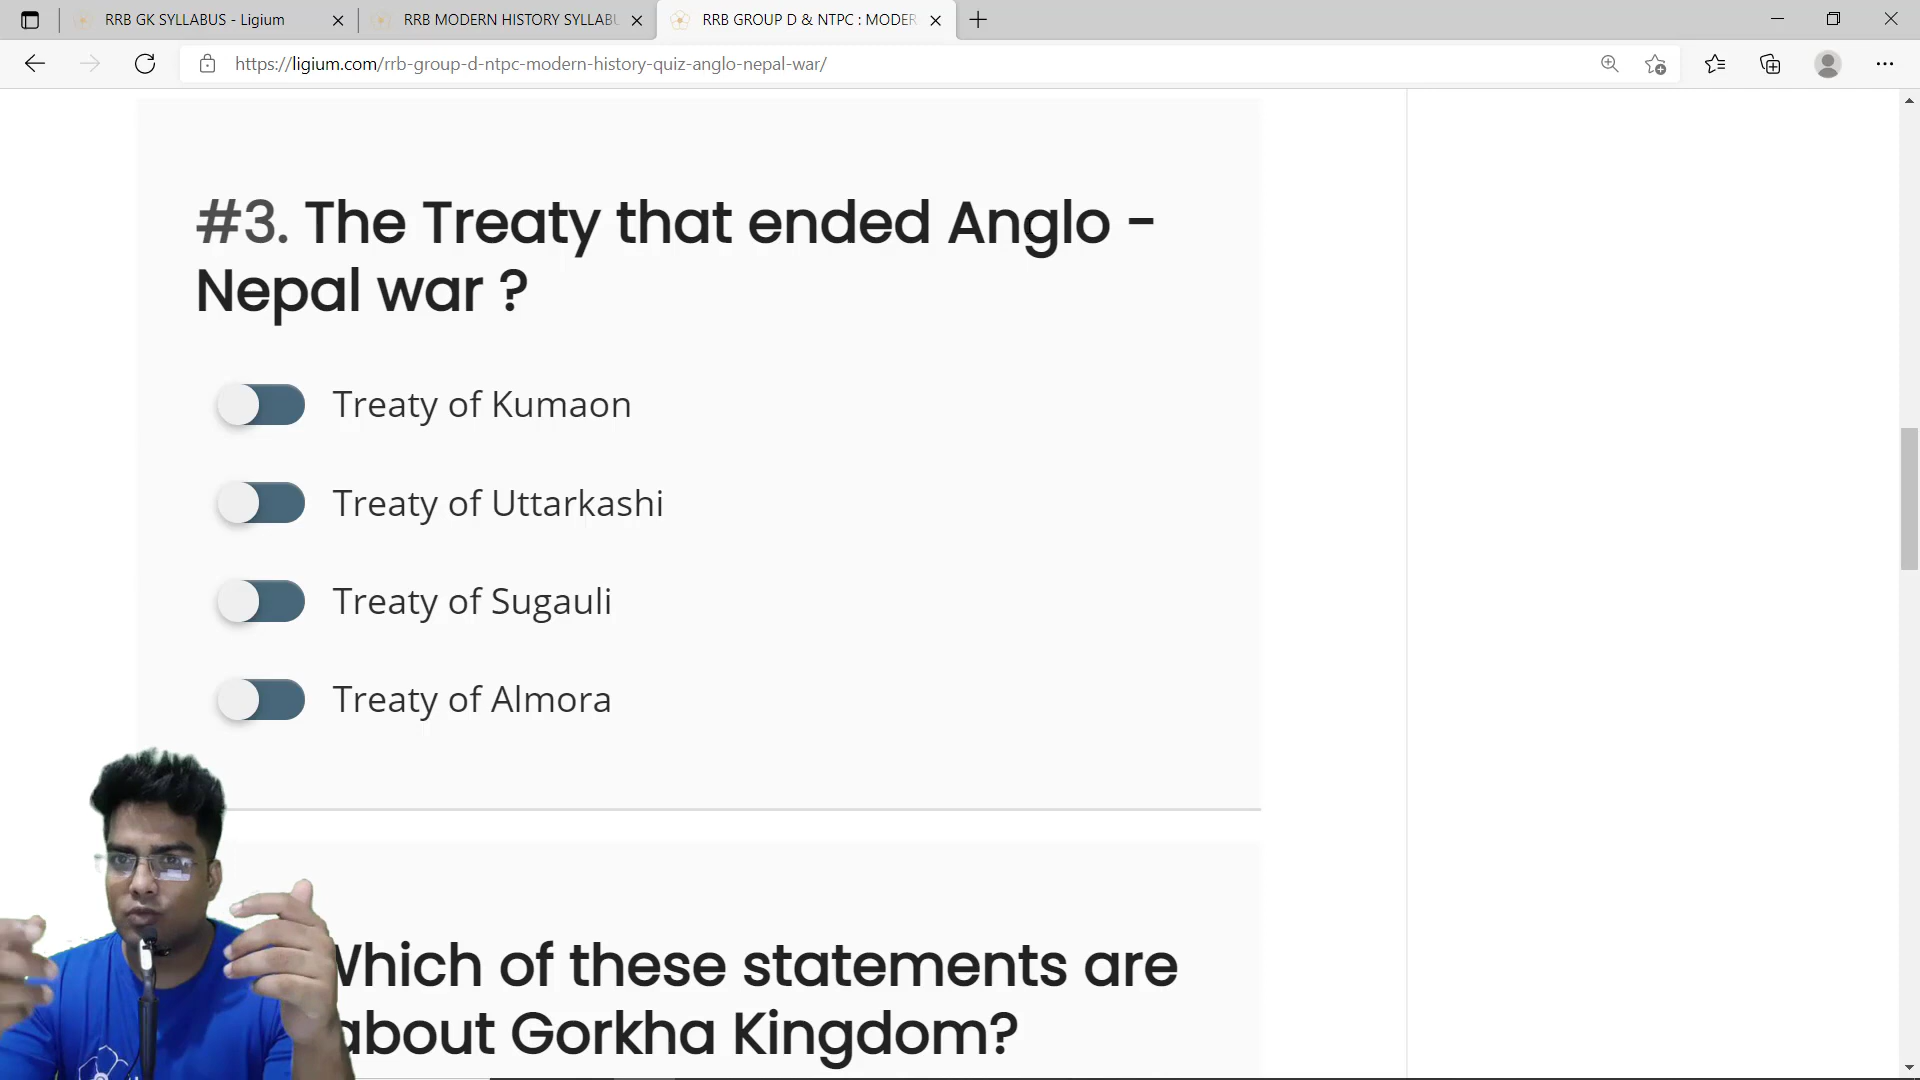 RRB GK SYLLABUS - Ligium
RRB MODERN HISTORY SYLLABU
RRB GROUP D & NTPC : MODER
https://ligium.com/rrb-group-d-ntpc-modern-history-quiz-anglo-nepal-war/
#3. The Treaty that ended Anglo -
Nepal war ?
Treaty of Kumaon
Treaty of Uttarkashi
Treaty of Sugauli
Treaty of Almora
Which of these statements are
about Gorkha Kingdom?